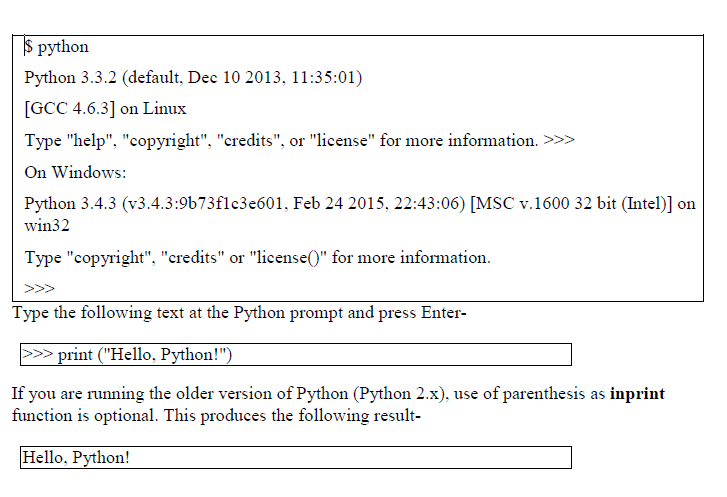 $ python
Python 3.3.2 (default, Dec 10 2013, 11:35:01)
[GCC 4.6.3] on Linux
Type "help", "copyright", "credits", or "license" for more information. >>>
On Windows:
Python 3.4.3 (v3.4.3:9b73f1c3e601, Feb 24 2015, 22:43:06) [MSC v.1600 32 bit (Intel)] on
win32
Type "copyright", "credits" or "license()" for more information.
>>>
Type the following text at the Python prompt and press Enter-
>>> print ("Hello, Python!")
If you are running the older version of Python (Python 2.x), use of parenthesis as inprint
function is optional. This produces the following result-
Hello, Python!